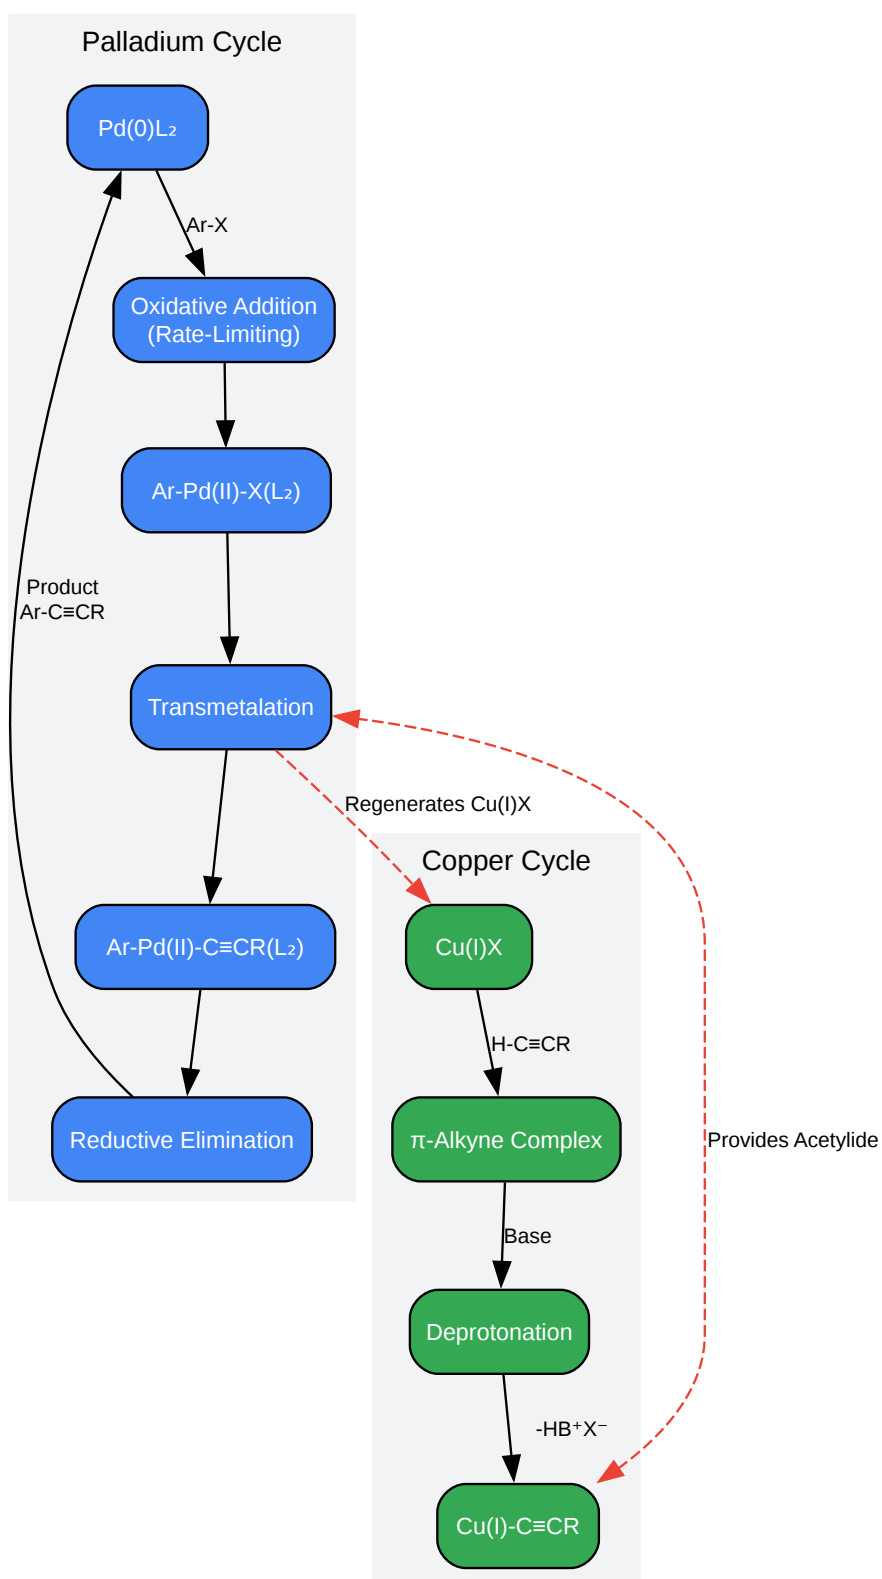 Palladium Cycle
Pd(0)L₂
Ar-X
Oxidative Addition
(Rate-Limiting)
Ar-Pd(II)-X(L₂)
Product
Ar-C≡CR
Transmetalation
Regenerates Cu(I)X
Copper Cycle
Ar-Pd(II)-C≡CR(L₂)
Cu(I)X
H-C≡CR
Reductive Elimination
π-Alkyne Complex
Provides Acetylide
Base
Deprotonation
-HB⁺X⁻
Cu(I)-C≡CR